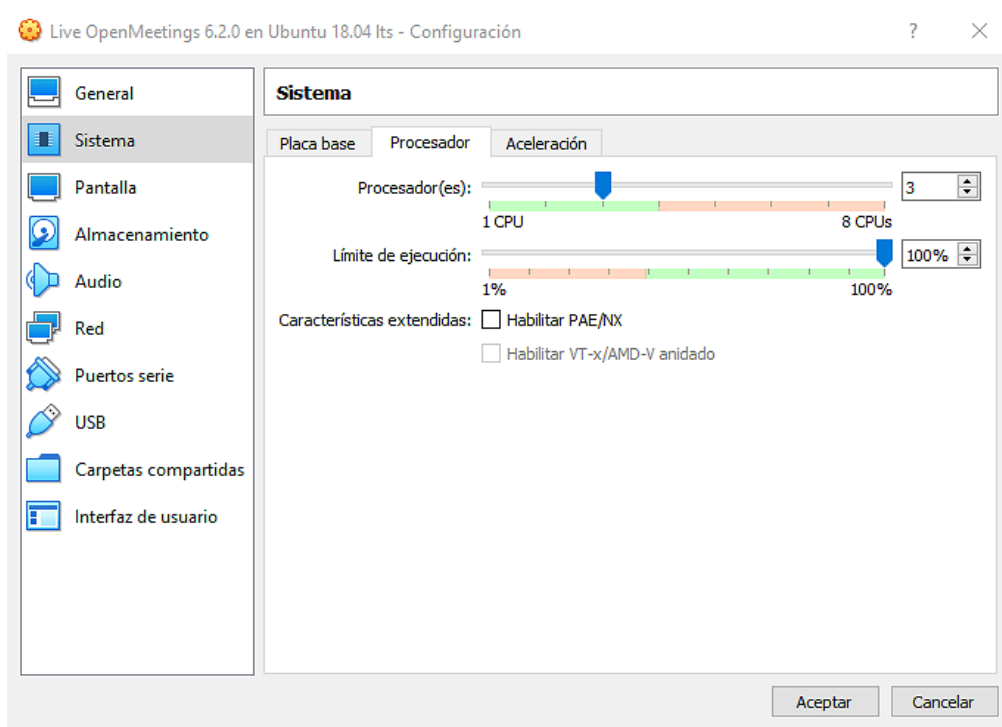 Live OpenMeetings 6.2.0 en Ubuntu 18.04 lts - Configuración
?
General
Sistema
Pantalla
Almacenamiento
Audio
Red
Puertos serie
USB
Carpetas compartidas
Interfaz de usuario
Sistema
Placa base Procesador Aceleración
Procesador(es): 3
1 CPU 8 CPUs
Límite de ejecución: 100%
1% 100%
Características extendidas: Habilitar PAE/NX
Habilitar VT-x/AMD-V anidado
Aceptar Cancelar